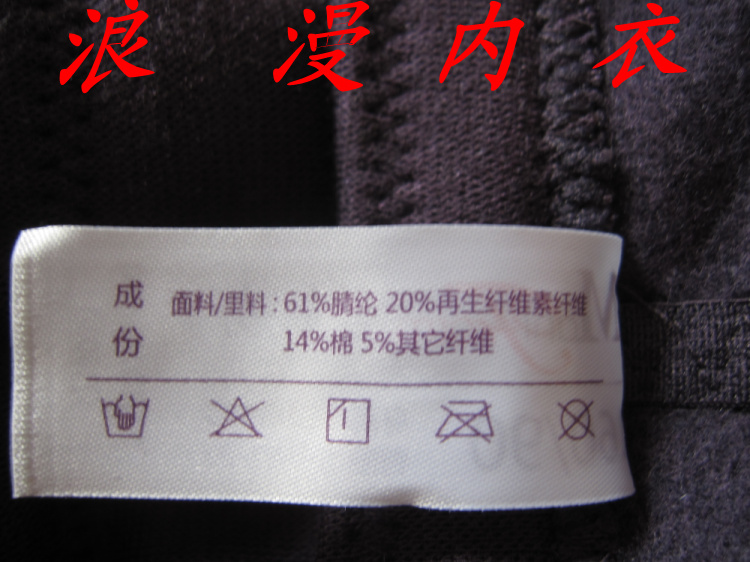 浪漫内衣
成份
面料/里料:61%腈纶 20%再生纤维素纤维
14%棉 5%其它纤维